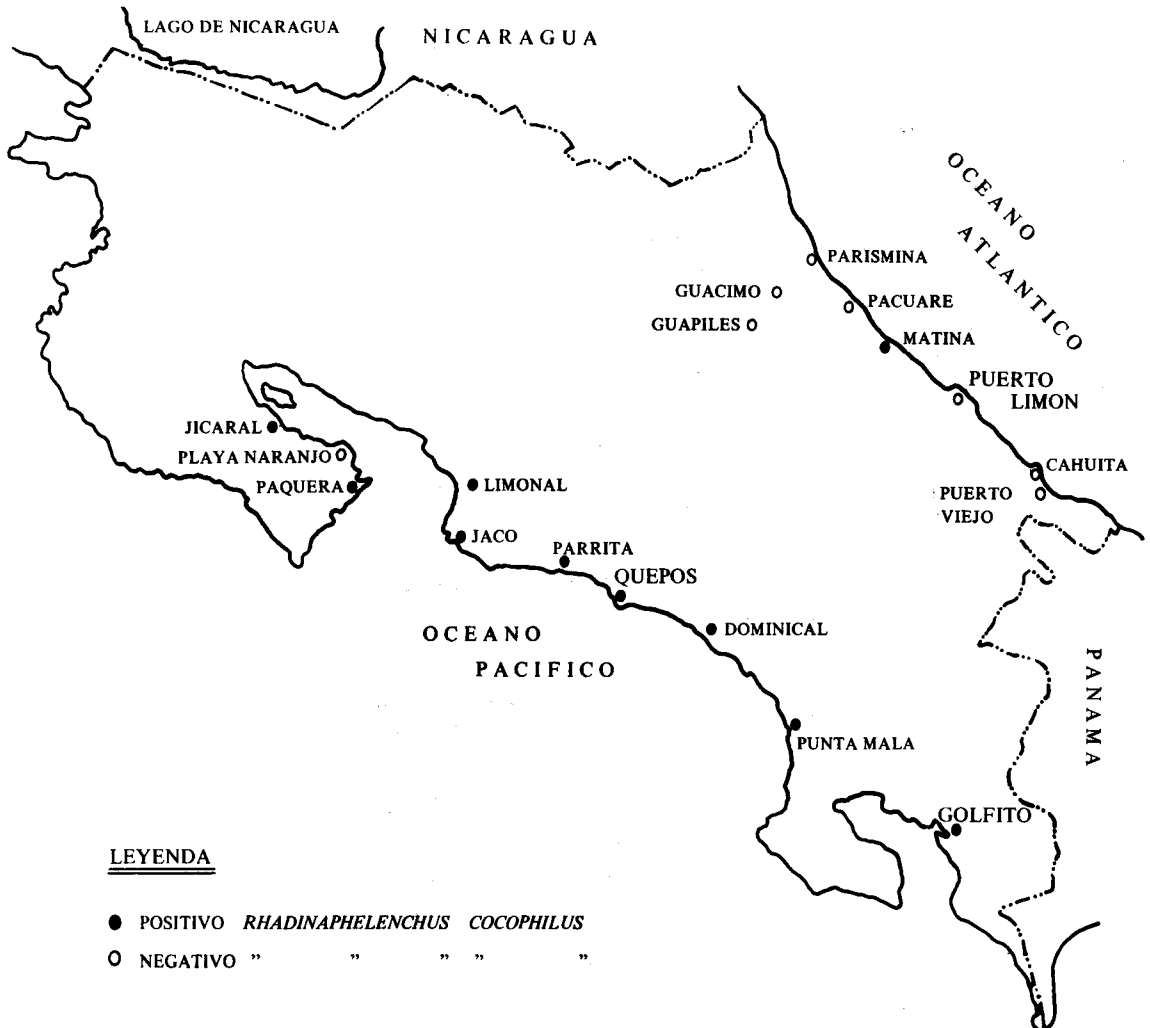 LAGO DE NICARAGUA
NICARAGUA
OCEANO
ATLANTICO
PARISMINA
GUACIMO
PACUARE
GUAPILES
MATINA
PUERTO
LIMON
JICARAL
PLAYA NARANJO
PAQUERA
LIMONAL
CAHUITA
PUERTO
VIEJO
JACO
PARRITA
QUEPOS
DOMINICAL
OCEANO
PACIFICO
PANAMA
PUNTA MALA
GOLFITO
LEYENDA
POSITIVO RHADINAPHELENCHUS COCOPHILUS
NEGATIVO " " " " "